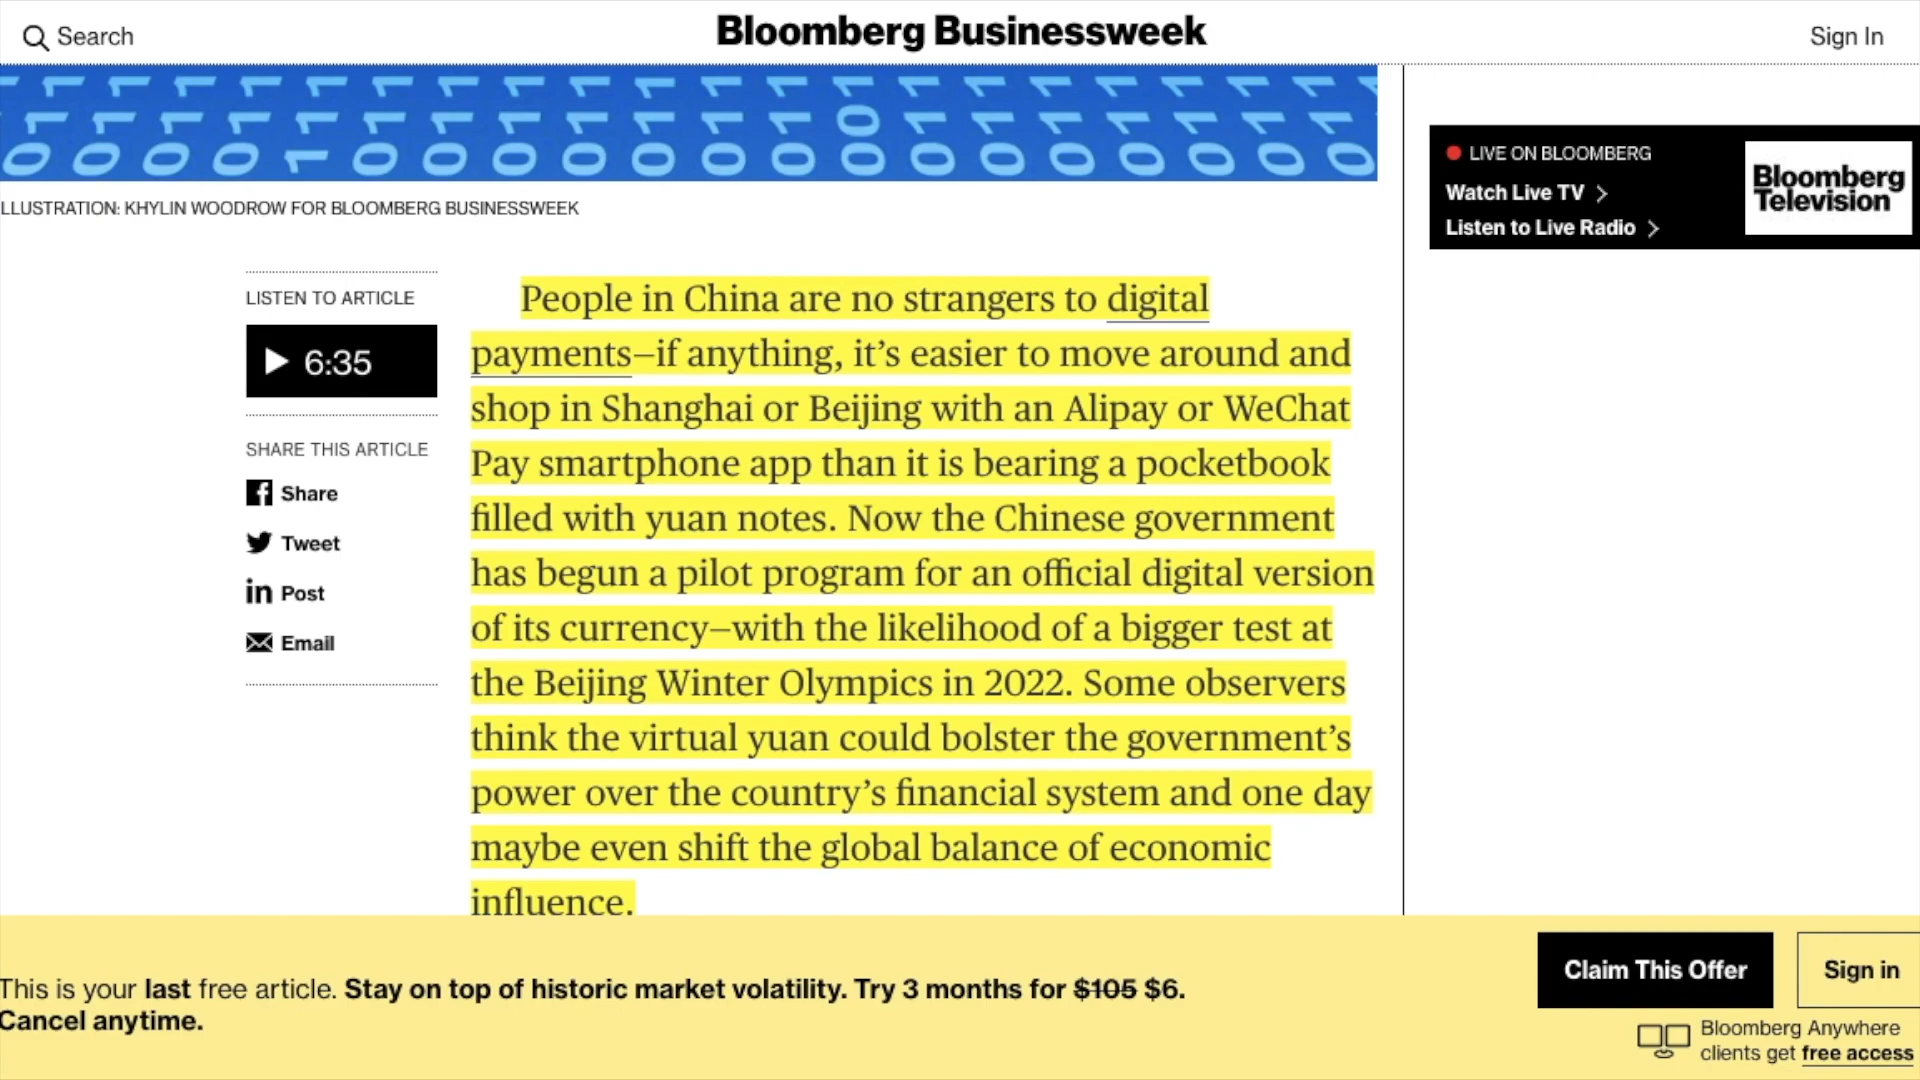 Search
Bloomberg Businessweek
Sign In
LLUSTRATION: KHYLIN WOODROW FOR BLOOMBERG BUSINESSWEEK
LIVE ON BLOOMBERG
Watch Live TV
Listen to Live Radio
Bloomberg
Television
LISTEN TO ARTICLE
6:35
SHARE THIS ARTICLE
Share
Tweet
in Post
Email
People in China are no strangers to digital
payments—if anything, it’s easier to move around and
shop in Shanghai or Beijing with an Alipay or WeChat
Pay smartphone app than it is bearing a pocketbook
filled with yuan notes. Now the Chinese government
has begun a pilot program for an official digital version
of its currency—with the likelihood of a bigger test at
the Beijing Winter Olympics in 2022. Some observers
think the virtual yuan could bolster the government’s
power over the country’s financial system and one day
maybe even shift the global balance of economic
influence.
This is your last free article. Stay on top of historic market volatility. Try 3 months for $105 $6.
Cancel anytime.
Claim This Offer
Sign in
Bloomberg Anywhere
clients get free access